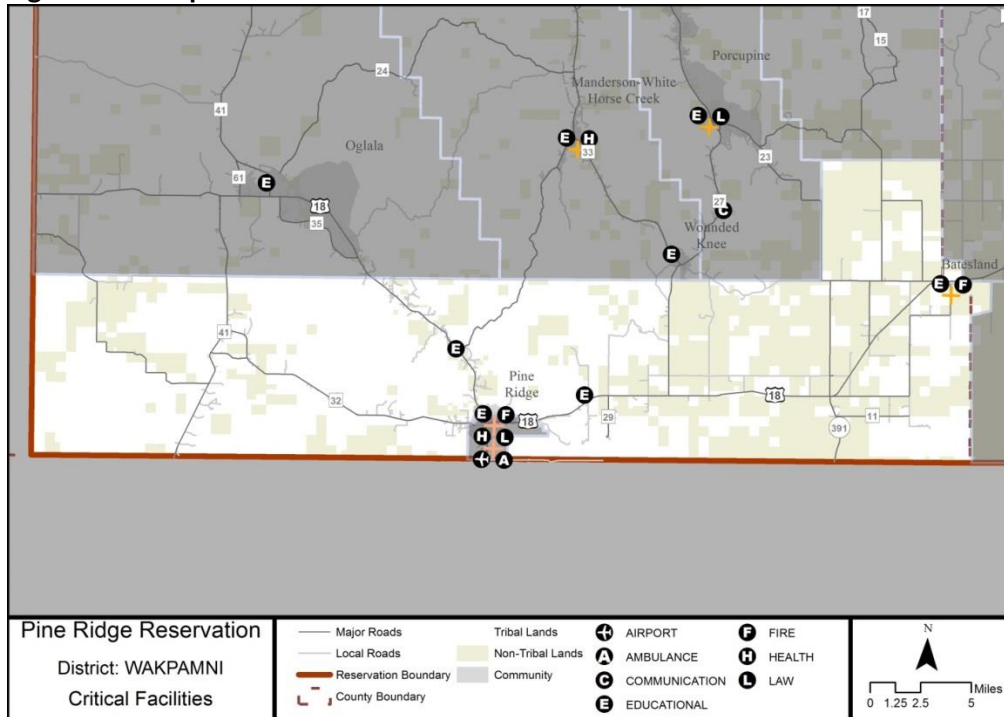 17
15
Porcupine
Manderson-White
Horse Creek
24
41
E L
E H
33
Oglala
23
61
E
18
35
27
C
Wounded
Knee
E
Batesland
E F
41
E
Pine
Ridge
32
E
18
E F
18
29
11
H L
391
A
Pine Ridge Reservation
District: WAKPAMNI
Critical Facilities
Major Roads
Local Roads
Reservation Boundary
County Boundary
Tribal Lands
Non-Tribal Lands
Community
AIRPORT
A AMBULANCE
C COMMUNICATION
E EDUCATIONAL
F FIRE
H HEALTH
L LAW
N
Miles
0 1.25 2.5 5